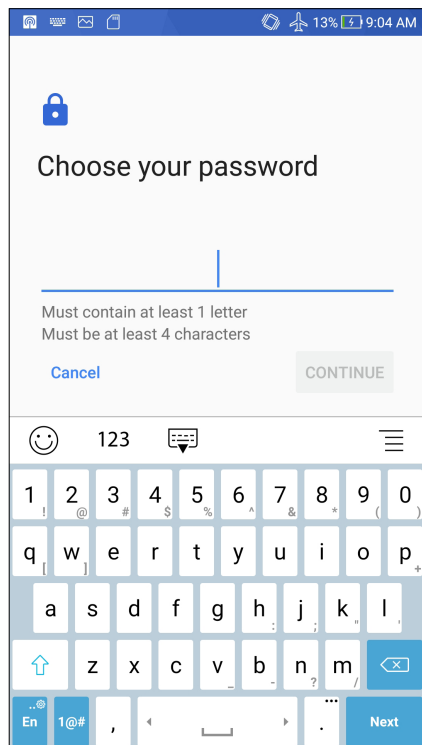 13% 9:04 AM
Choose your password
Must contain at least 1 letter
Must be at least 4 characters
Cancel CONTINUE
123
1 ! 2 @ 3 # 4 $ 5 % 6 ^ 7 & 8 * 9 ( 0 )
q [ w ] e r t y u i o p +
a s d f g h : j ; k " l '
z x c v _ b - n ? m /
En 1@# , . Next